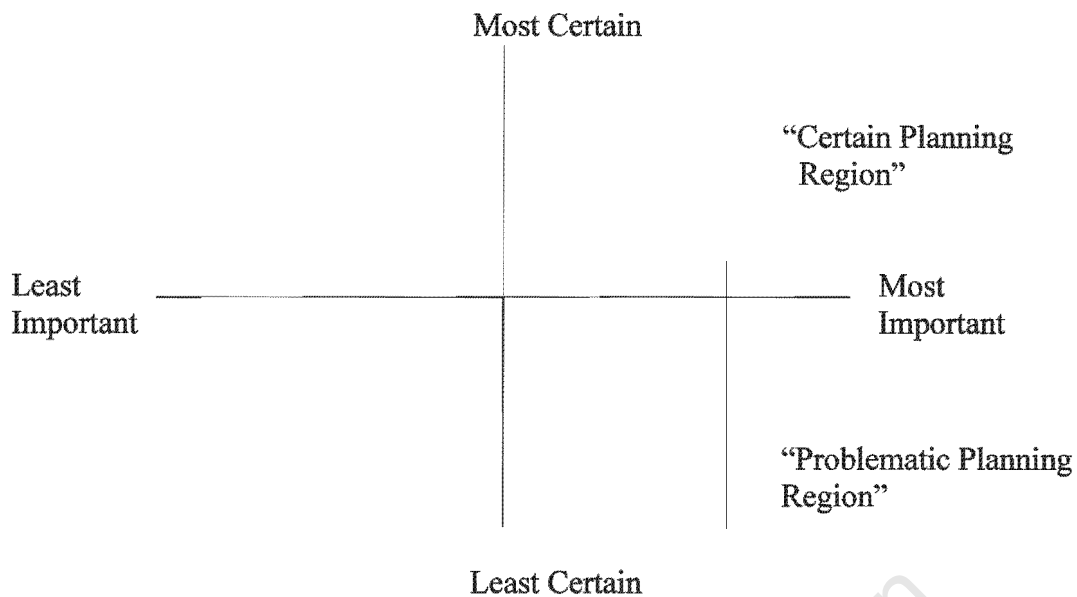 Most Certain
“Certain Planning
Region”
Least
Important
Most
Important
“Problematic Planning
Region”
Least Certain